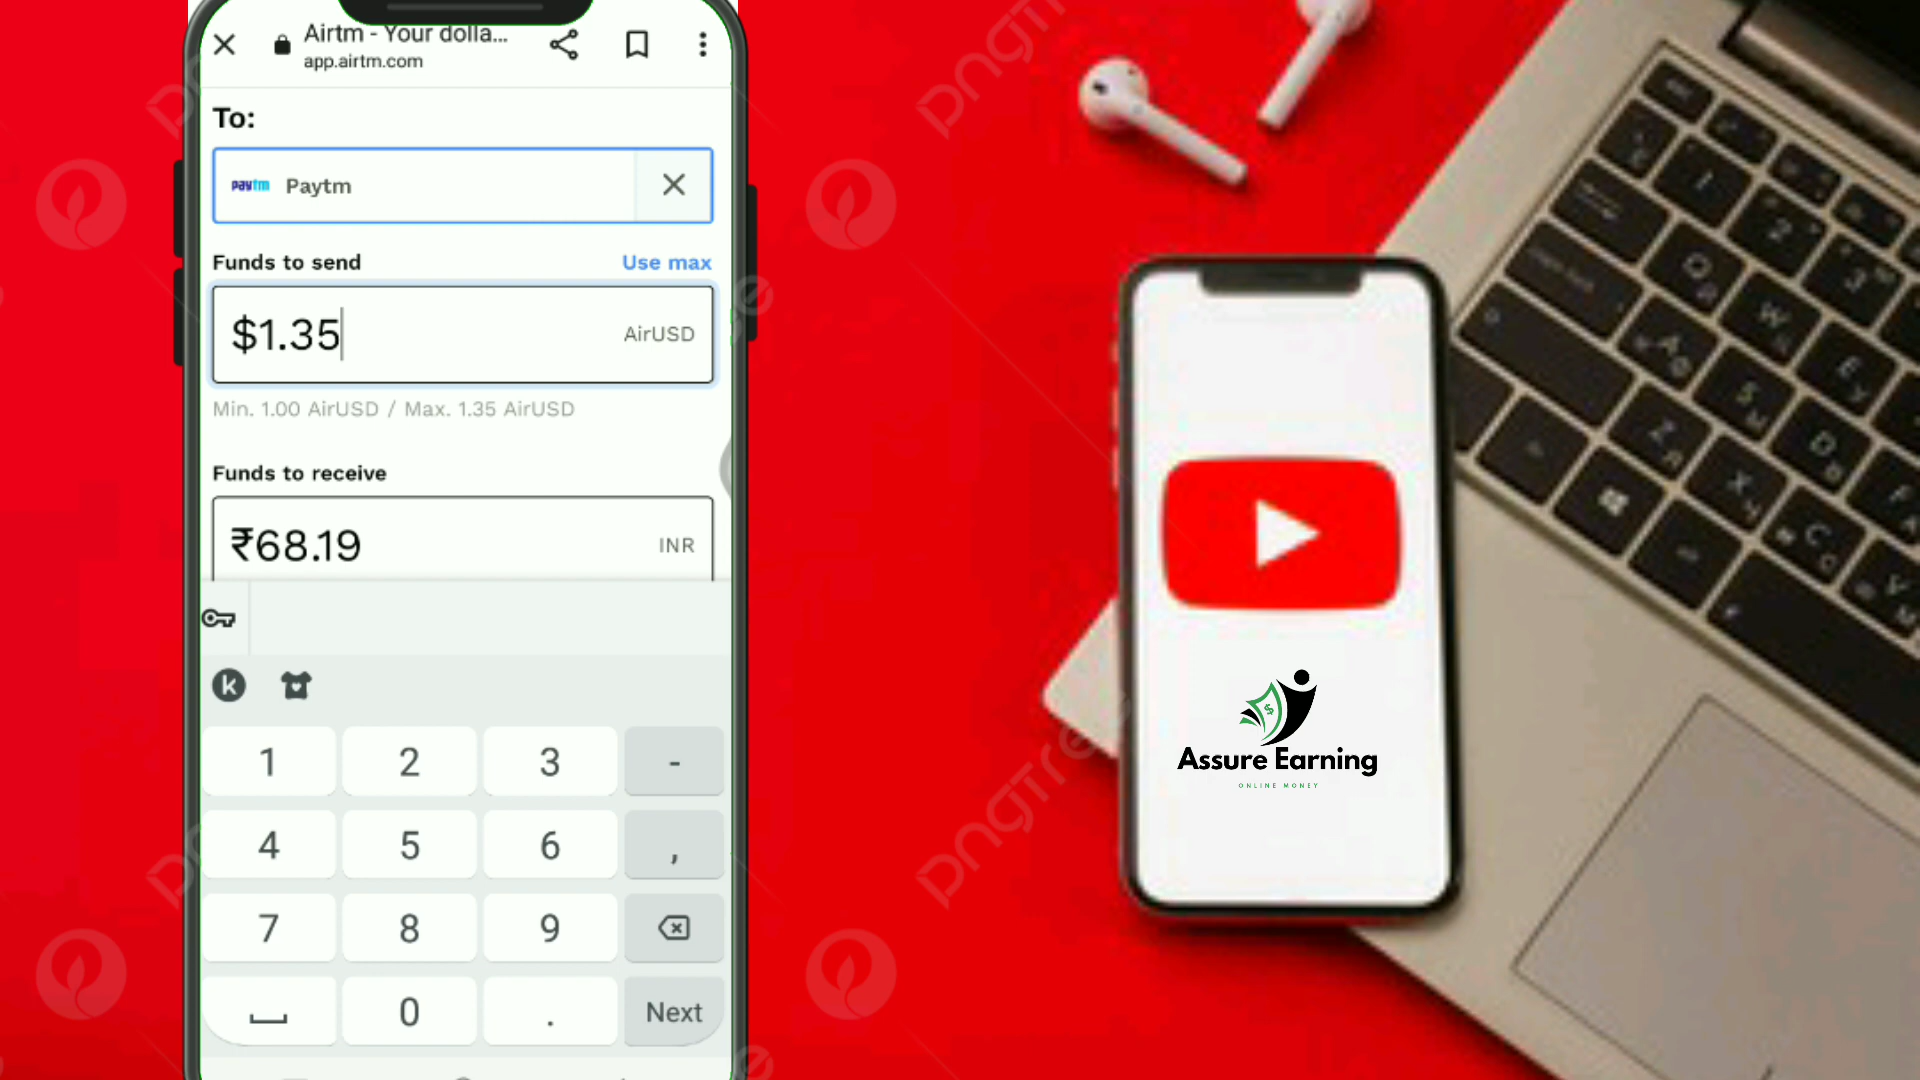 Airtm - Your dolla...
app.airtm.com
To:
paytm Paytm
Funds to send Use max
$1.35 AirUSD
Min. 1.00 AirUSD / Max. 1.35 AirUSD
Funds to receive
₹68.19 INR
k
1 2 3 -
4 5 6 ,
7 8 9
0 . Next
$
Assure Earning
ONLINE MONEY
pngtree